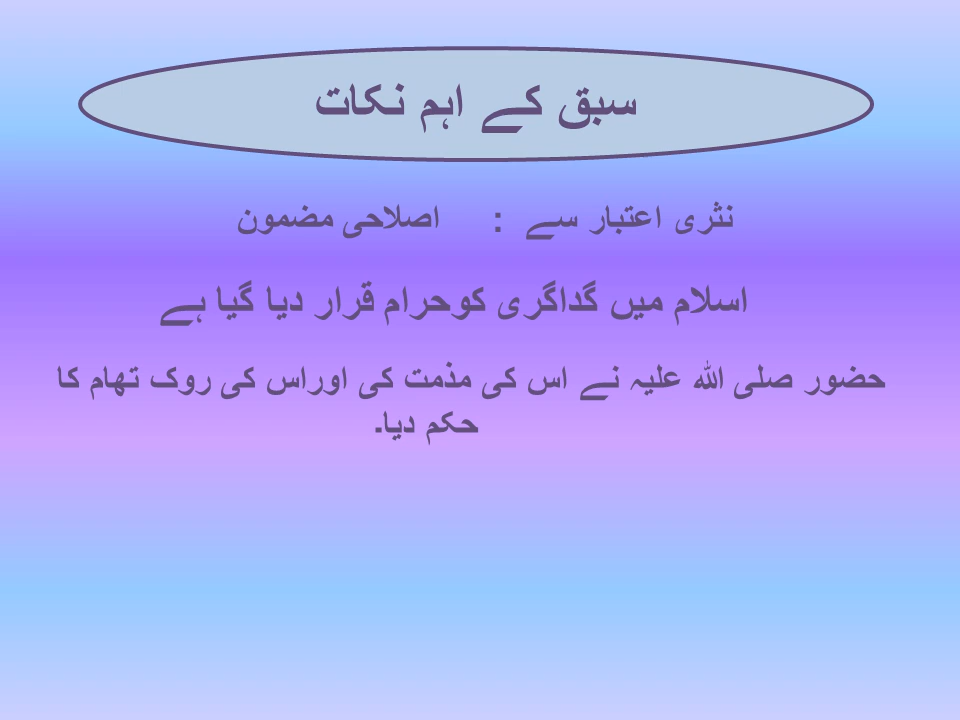 سبق کے اہم نکات
نثری اعتبار سے : اصلاحی مضمون
اسلام میں گداگری کوحرام قرار دیا گیا ہے
حضور صلی اللہ علیہ نے اس کی مذمت کی اوراس کی روک تھام کا
حکم دیا۔